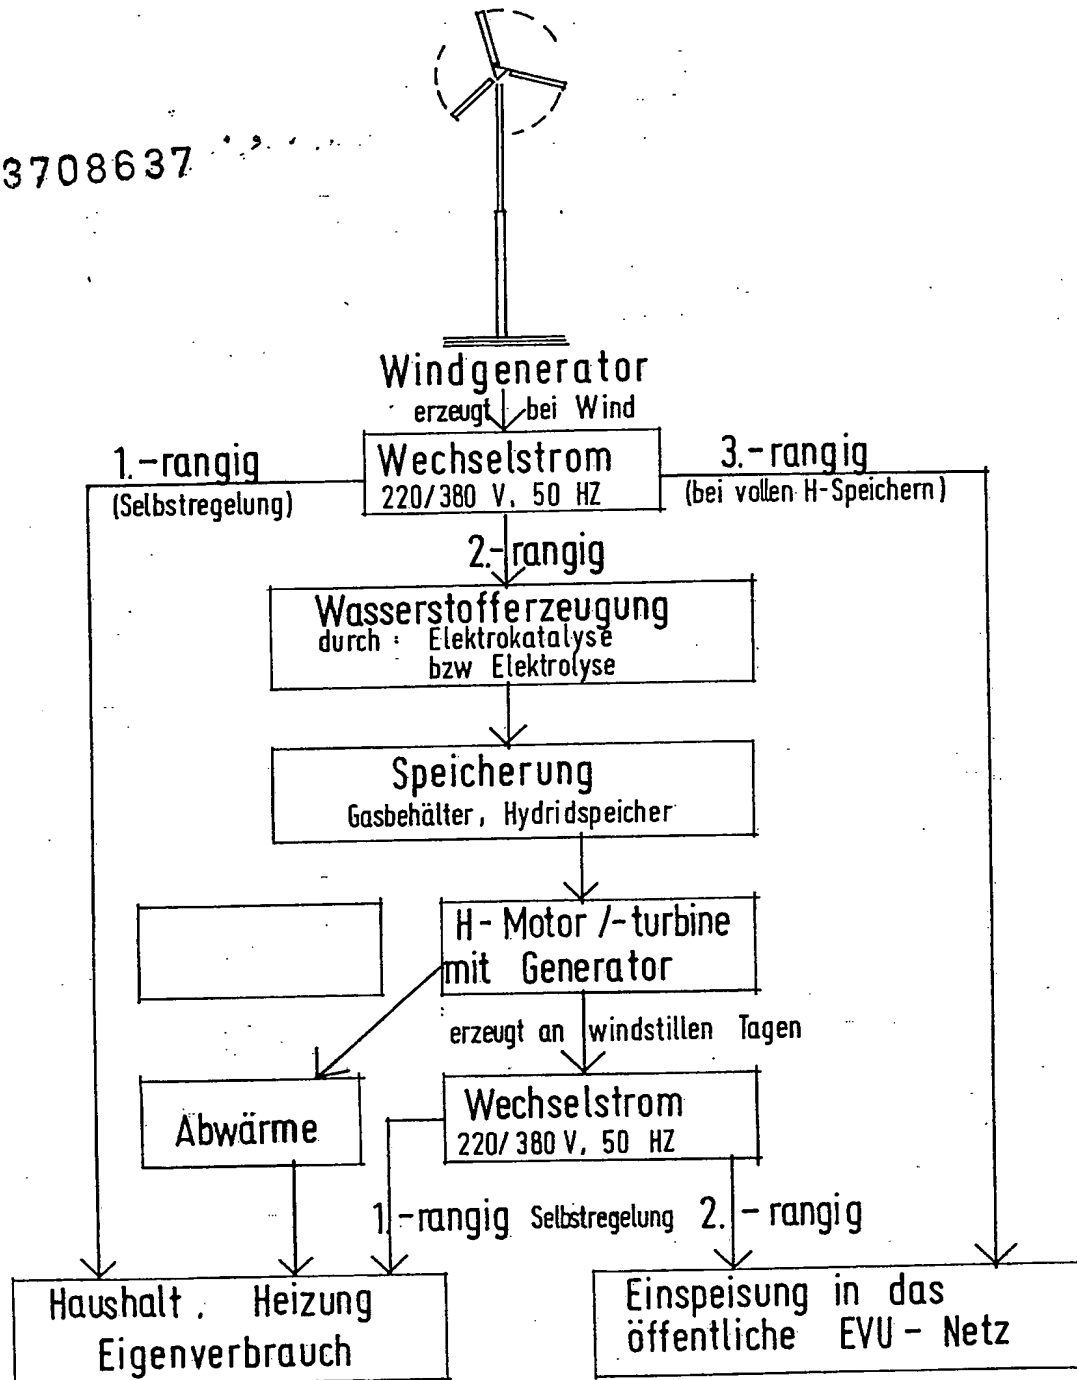 3708637
Windgenerator
erzeugt bei Wind
1.-rangig
(Selbstregelung)
Wechselstrom
220/380 V, 50 HZ
3.-rangig
(bei vollen H-Speichern)
2.-rangig
Wasserstofferzeugung
durch : Elektrokatalyse
bzw Elektrolyse
Speicherung
Gasbehälter, Hydridspeicher
H-Motor/-turbine
mit Generator
erzeugt an windstillen Tagen
Abwärme
Wechselstrom
220/380 V, 50 HZ
1.-rangig Selbstregelung 2.-rangig
Haushalt, Heizung
Eigenverbrauch
Einspeisung in das
öffentliche EVU-Netz